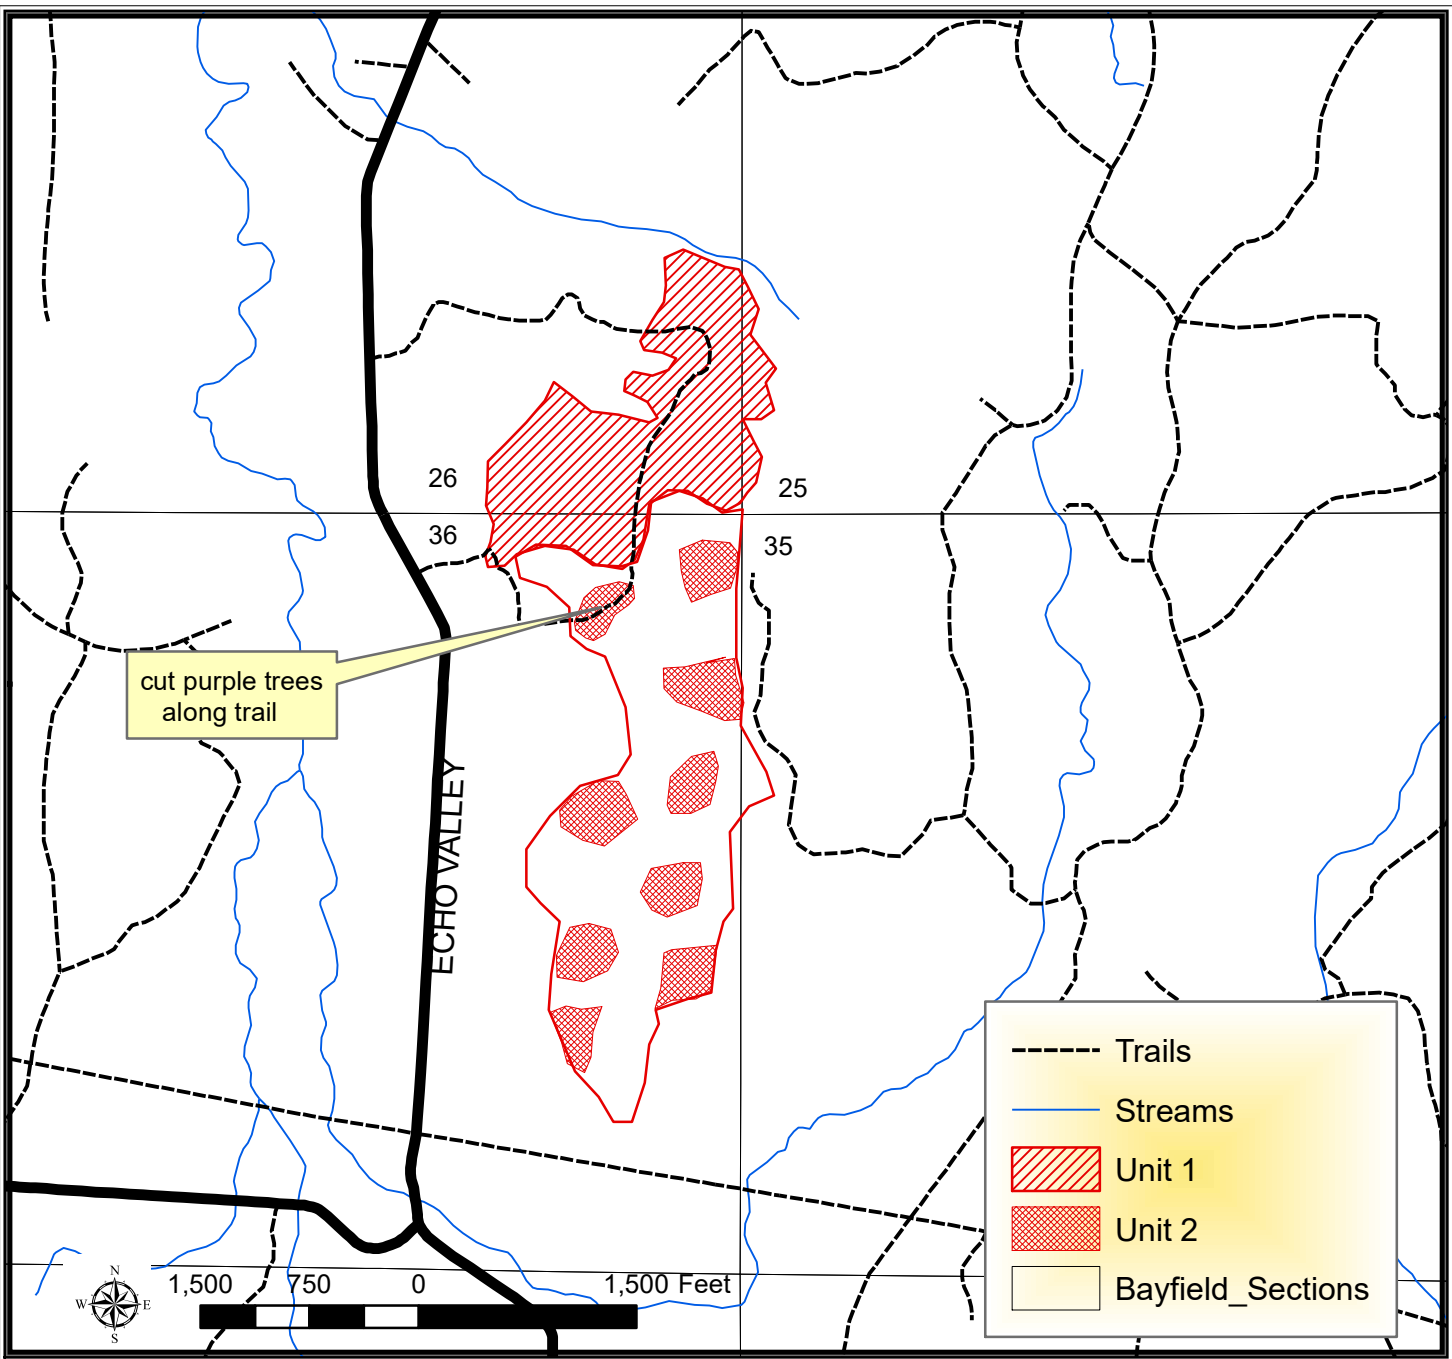 26
25
36
35
cut purple trees
along trail
ECHO VALLEY
Trails
Streams
Unit 1
Unit 2
Bayfield_Sections
N
W E
S
1,500 750 0 1,500 Feet